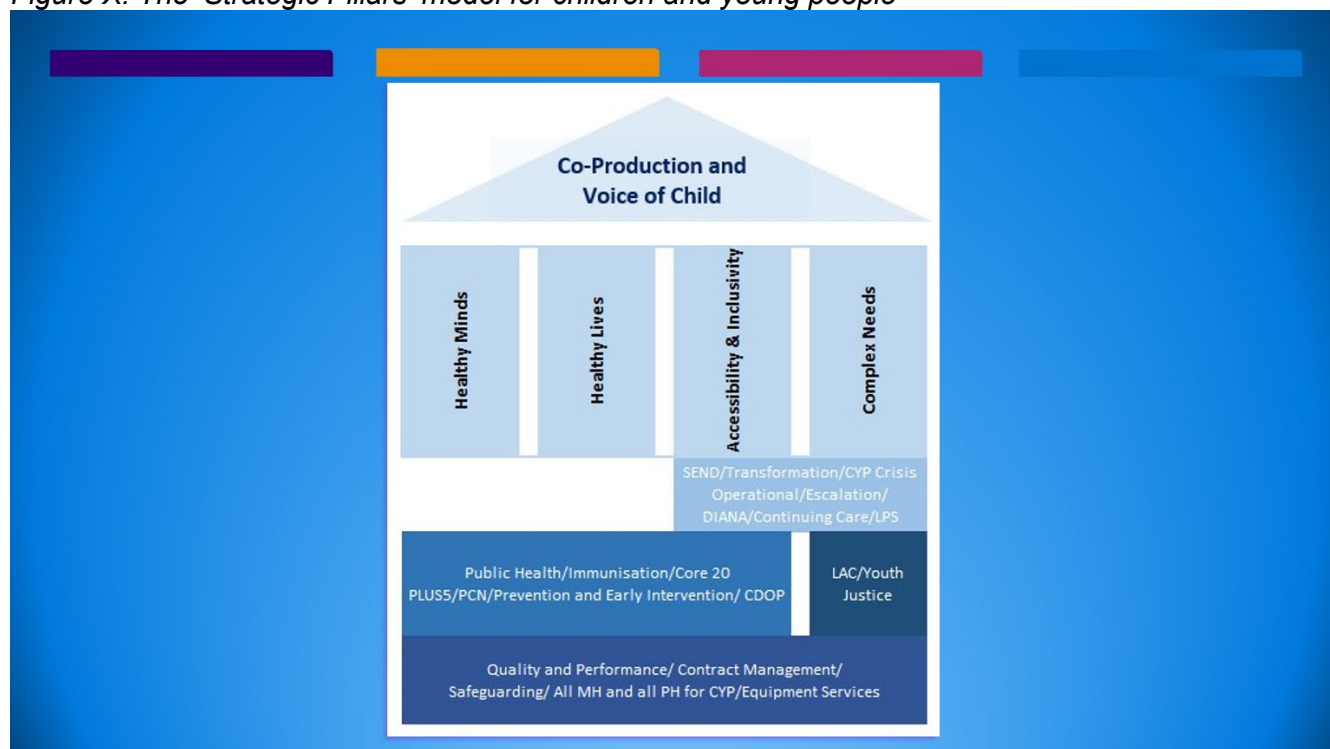 Figure X: The 'Strategic Pillars' model for children and young people
Co-Production and
Voice of Child
Healthy Minds
Healthy Lives
Accessibility & Inclusivity
Complex Needs
SEND/Transformation/CYP Crisis
Operational/Escalation/
DIANA/Continuing Care/LPS
Public Health/Immunisation/Core 20
PLUS5/PCN/Prevention and Early Intervention/ CDOP
LAC/Youth
Justice
Quality and Performance/ Contract Management/
Safeguarding/ All MH and all PH for CYP/Equipment Services